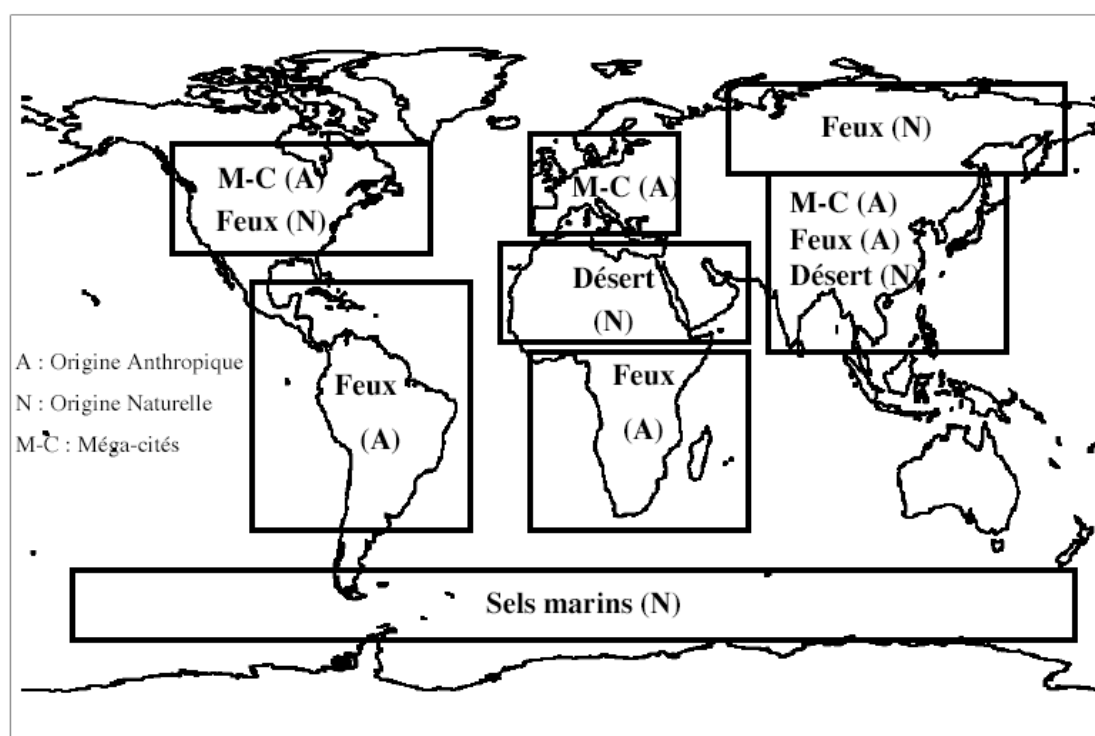 Feux (N)
M-C (A)
Feux (N)
M-C (A)
M-C (A)
Feux (A)
Désert (N)
Désert
(N)
A : Origine Anthropique
N : Origine Naturelle
M-C : Méga-cités
Feux
(A)
Feux
(A)
Sels marins (N)